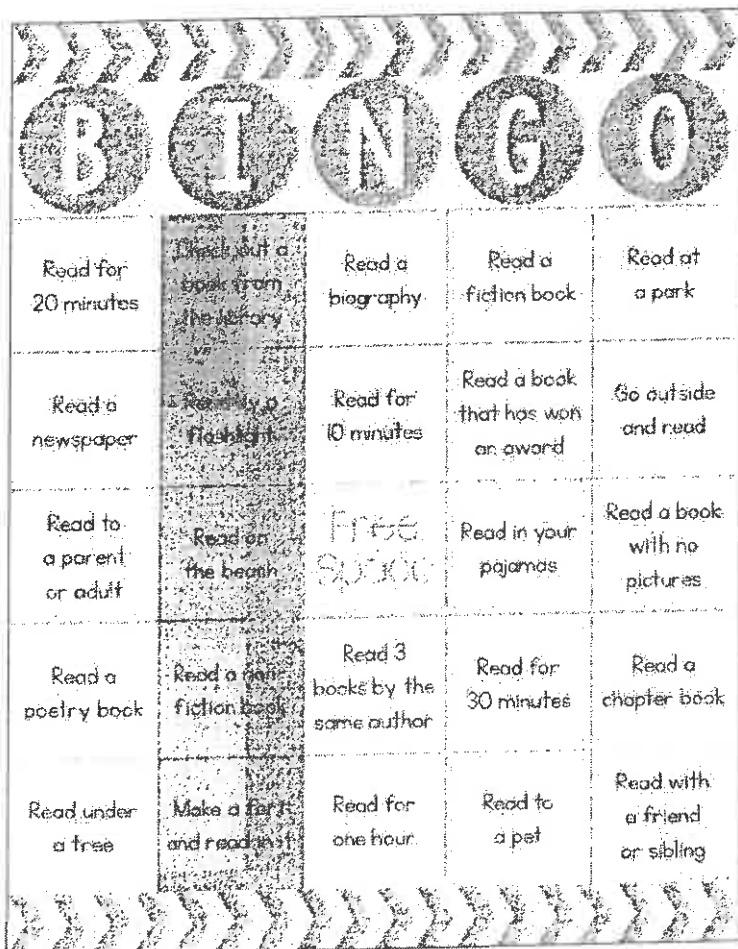 B I N G O
Read for
20 minutes
Check out a
book from
the library
Read a
biography
Read a
fiction book
Read at
a park
Read a
newspaper
Read by a
flashlight
Read for
10 minutes
Read a book
that has won
an award
Go outside
and read
Read to
a parent
or adult
Read on
the beach
Free
Space
Read in your
pajamas
Read a book
with no
pictures
Read a
poetry book
Read a non-
fiction book
Read 3
books by the
same author
Read for
30 minutes
Read a
chapter book
Read under
a tree
Make a fort
and read in it
Read for
one hour
Read to
a pet
Read with
a friend
or sibling